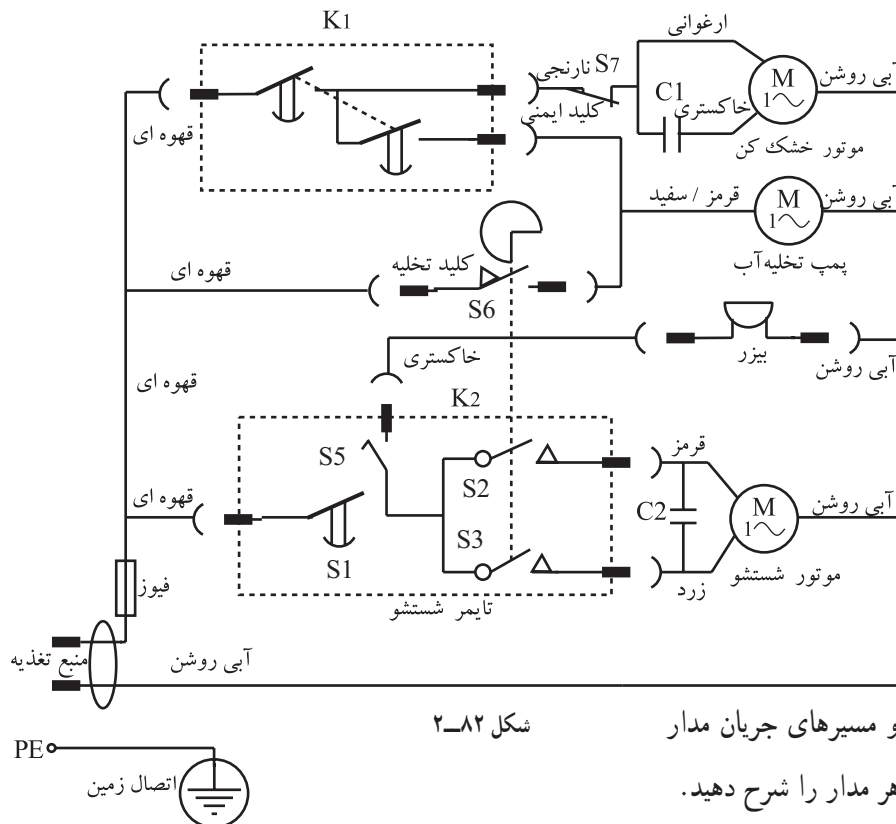 K1
ارغوانی
نارنجی S7
کلید ایمنی
C1
خاکستری
M
1
آبی روشن
موتور خشک کن
قهوه ای
قرمز / سفید
M
1
آبی روشن
پمپ تخلیه آب
قهوه ای
کلید تخلیه
S6
خاکستری
بیزر
آبی روشن
قهوه ای
K2
S5
S2
قرمز
قهوه ای
S1
S3
C2
M
1
آبی روشن
موتور شستشو
زرد
تایمر شستشو
فیوز
منبع تغذیه
آبی روشن
PE
اتصال زمین
شکل ۸۲ــ۲
و مسیرهای جریان مدار
هر مدار را شرح دهید.